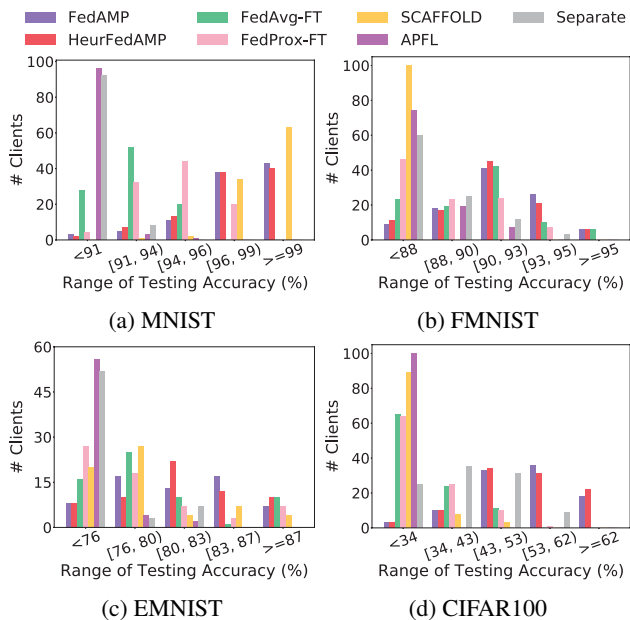 FedAMP FedAvg-FT SCAFFOLD Separate
HeurFedAMP FedProx-FT APFL
100
80
60
40
20
0
# Clients
<91 [91, 94) [94, 96) [96, 99) >=99
Range of Testing Accuracy (%)
(a) MNIST
100
80
60
40
20
0
# Clients
<88 [88, 90) [90, 93) [93, 95) >=95
Range of Testing Accuracy (%)
(b) FMNIST
60
45
30
15
0
# Clients
<76 [76, 80) [80, 83) [83, 87) >=87
Range of Testing Accuracy (%)
(c) EMNIST
100
80
60
40
20
0
# Clients
<34 [34, 43) [43, 53) [53, 62) >=62
Range of Testing Accuracy (%)
(d) CIFAR100